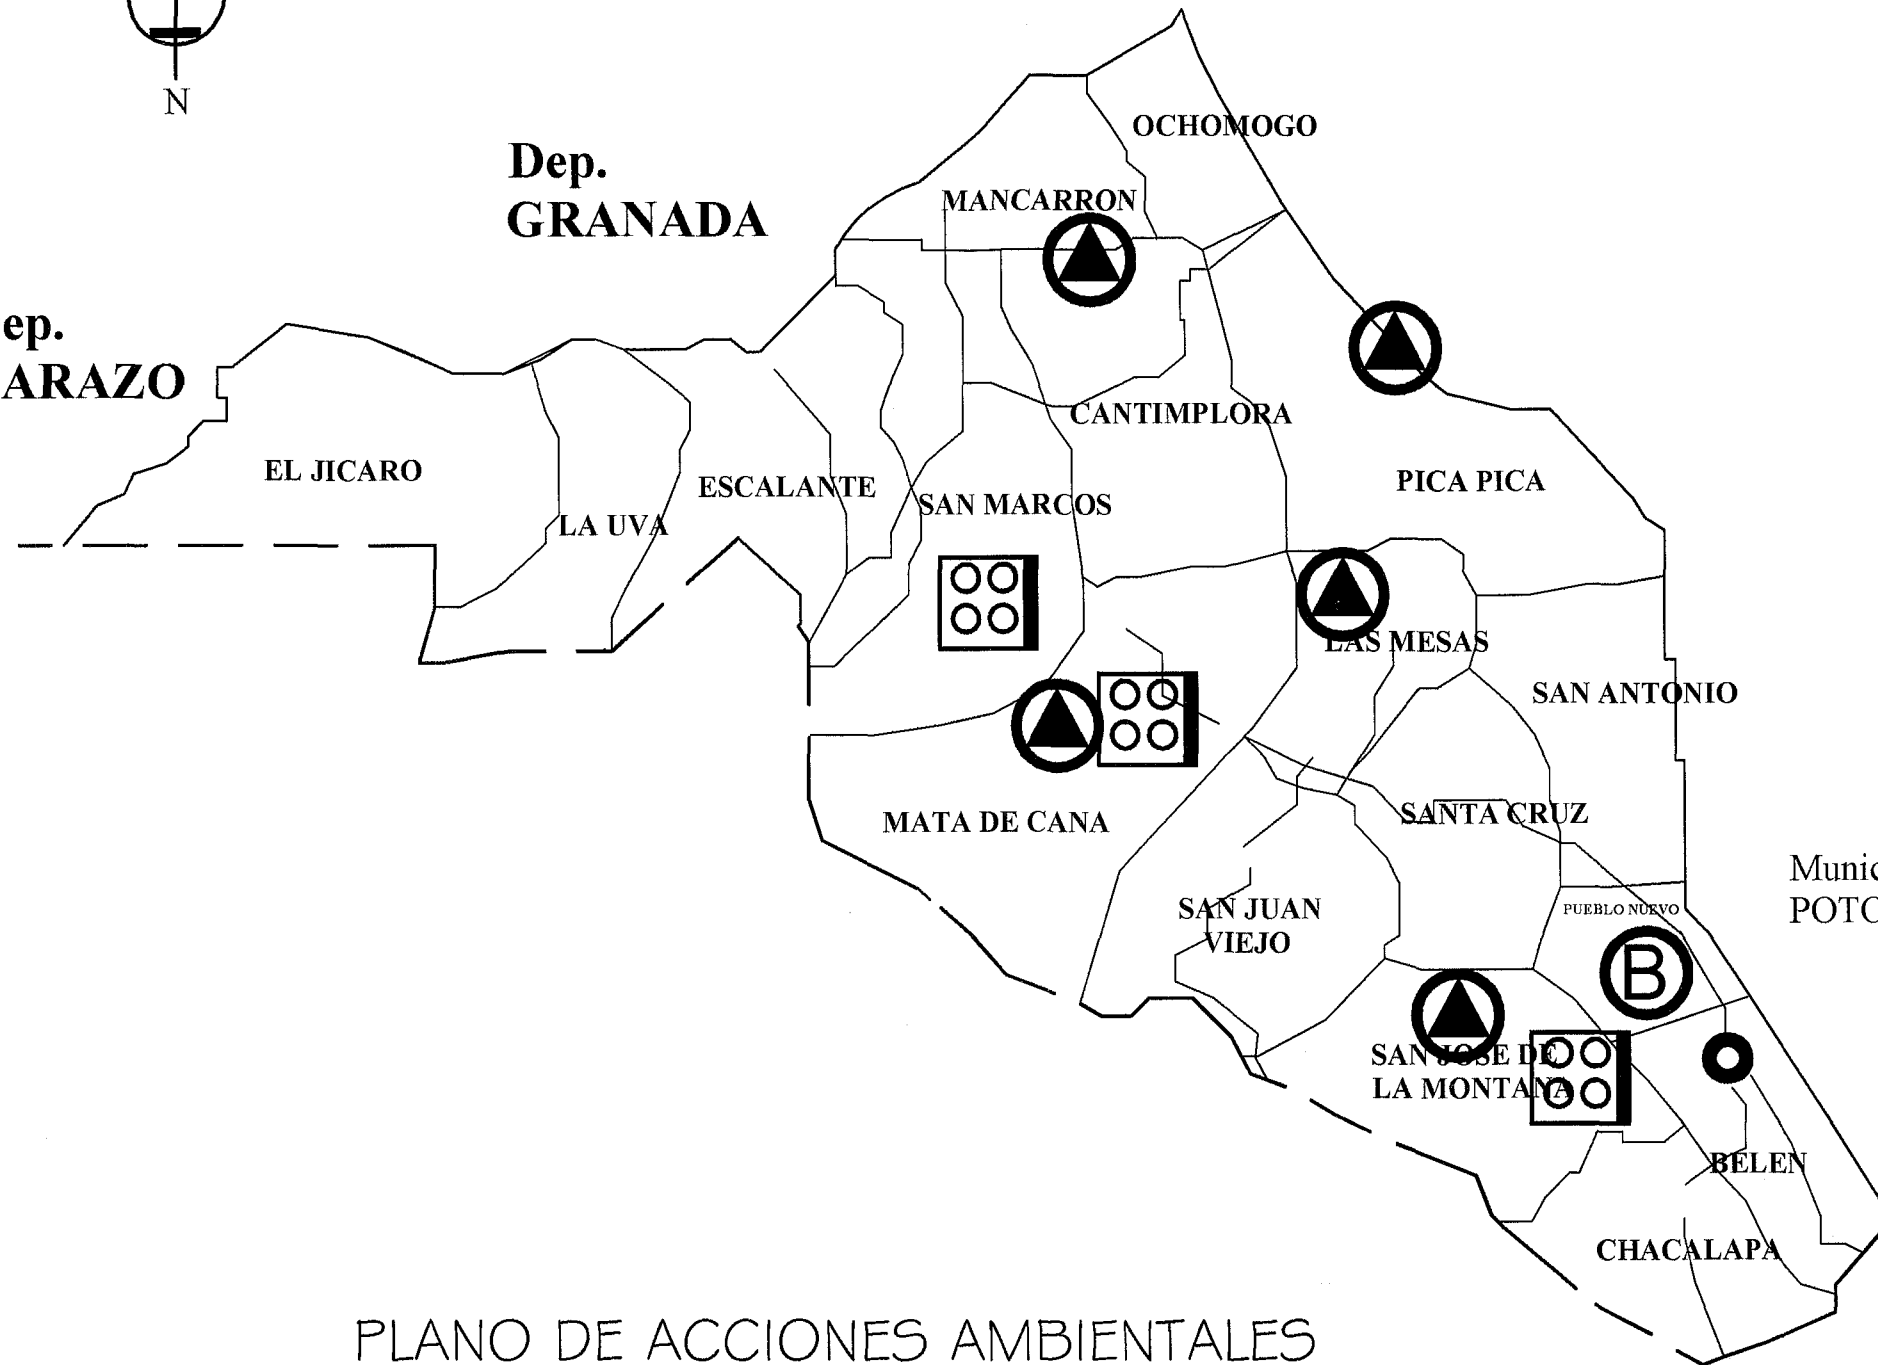 N
OCHOMOGO
Dep.
GRANADA
MANCARRON
ep.
ARAZO
CANTIMPLORA
EL JICARO
ESCALANTE
PICA PICA
SAN MARCOS
LA UVA
LAS MESAS
SAN ANTONIO
MATA DE CANA
SANTA CRUZ
Munic
POTO
SAN JUAN
VIEJO
PUEBLO NUEVO
B
SAN JOSE DE
LA MONTANA
BELEN
CHACALAPA
PLANO DE ACCIONES AMBIENTALES